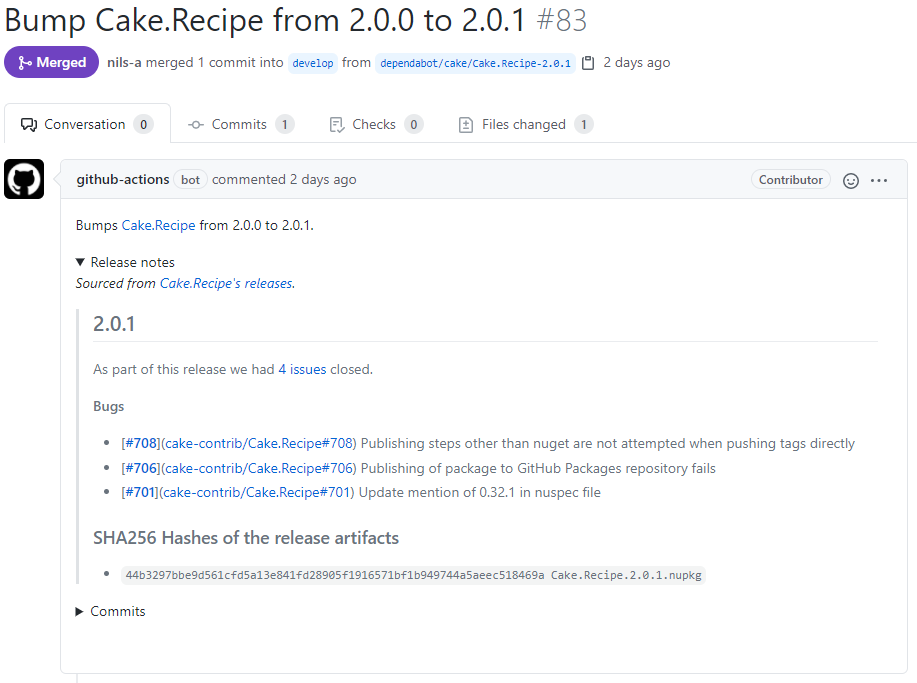 Bump Cake.Recipe from 2.0.0 to 2.0.1 #83
Merged nils-a merged 1 commit into develop from dependabot/cake/Cake.Recipe-2.0.1 2 days ago
Conversation 0 Commits 1 Checks 0 Files changed 1
github-actions bot commented 2 days ago Contributor
Bumps Cake.Recipe from 2.0.0 to 2.0.1.
Release notes
Sourced from Cake.Recipe's releases.
2.0.1
As part of this release we had 4 issues closed.
Bugs
[#708](cake-contrib/Cake.Recipe#708) Publishing steps other than nuget are not attempted when pushing tags directly
[#706](cake-contrib/Cake.Recipe#706) Publishing of package to GitHub Packages repository fails
[#701](cake-contrib/Cake.Recipe#701) Update mention of 0.32.1 in nuspec file
SHA256 Hashes of the release artifacts
44b3297bbe9d561cfd5a13e841fd28905f1916571bf1b949744a5aeec518469a Cake.Recipe.2.0.1.nupkg
Commits